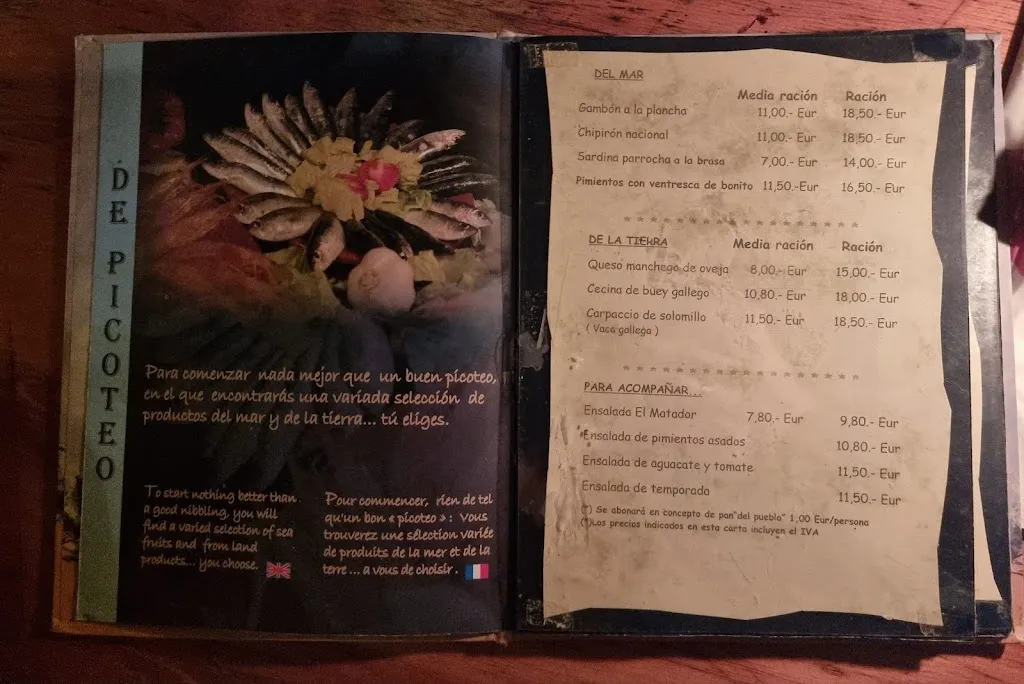 DE PICOTEO
Para comenzar nada mejor que un buen picoteo,
en el que encontrarás una variada selección de
productos del mar y de la tierra... tú eliges.
To start nothing better than
a good nibbling, you will
find a varied selection of sea
fruits and from land
products... you choose.
Pour commencer, rien de tel
qu'un bon « picoteo » : vous
trouverez une sélection variée
de produits de la mer et de la
terre... a vous de choisir.
DEL MAR
Media ración Ración
Gambón a la plancha 11,00.- Eur 18,50.- Eur
Chipirón nacional 11,00.- Eur 18,50.- Eur
Sardina parrocha a la brasa 7,00.- Eur 14,00.- Eur
Pimientos con ventresca de bonito 11,50.-Eur 16,50.- Eur
* * * * * * * * * * * * * * * * * *
DE LA TIERRA Media ración Ración
Queso manchego de oveja 8,00.- Eur 15,00.- Eur
Cecina de buey gallego 10,80.- Eur 18,00.- Eur
Carpaccio de solomillo 11,50.- Eur 18,50.- Eur
( Vaca gallega )
* * * * * * * * * * * * * * * * * *
PARA ACOMPAÑAR...
Ensalada El Matador 7,80.- Eur 9,80.- Eur
Ensalada de pimientos asados 10,80.- Eur
Ensalada de aguacate y tomate 11,50.- Eur
Ensalada de temporada 11,50.- Eur
(*) Se abonará en concepto de pan"del pueblo" 1,00 Eur/persona
(*)Los precios indicados en esta carta incluyen el IVA